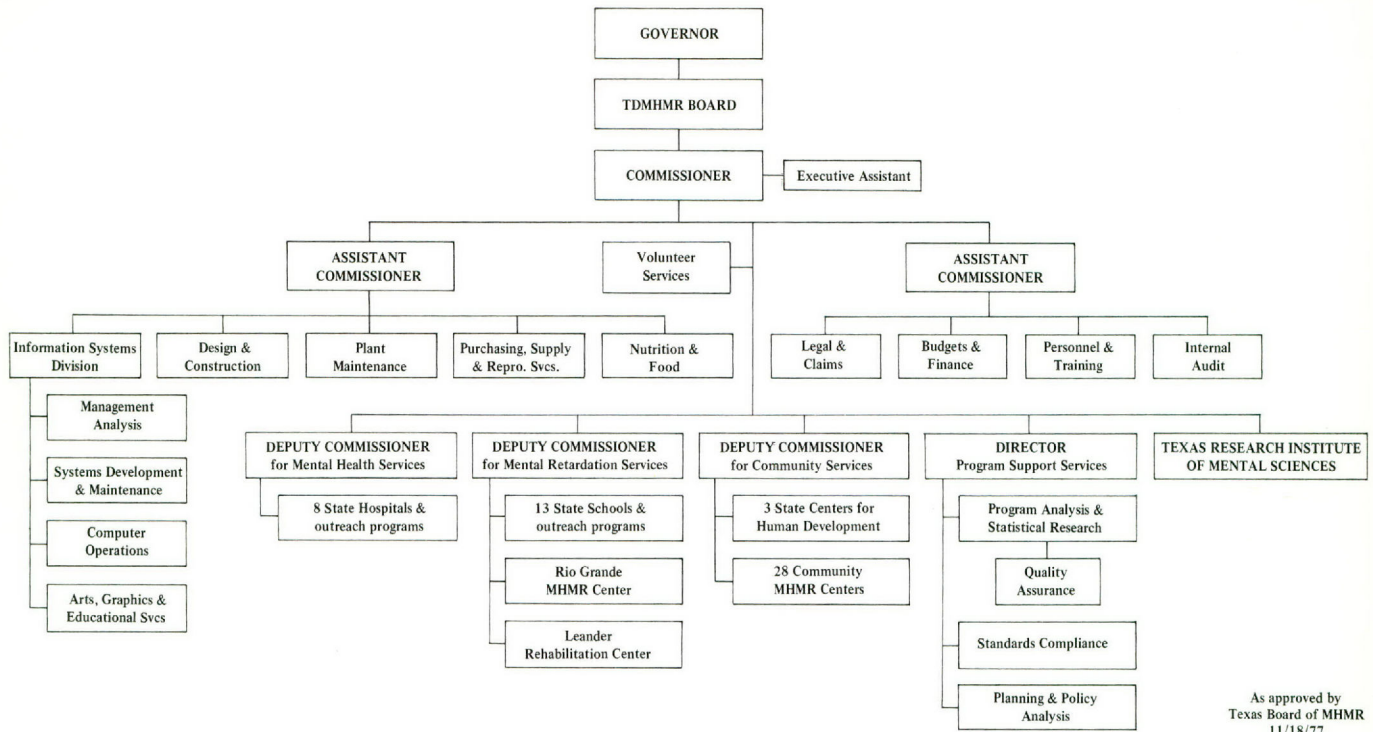 GOVERNOR
TDMHMR BOARD
COMMISSIONER
Executive Assistant
ASSISTANT
COMMISSIONER
Volunteer
Services
ASSISTANT
COMMISSIONER
Information Systems
Division
Design &
Construction
Plant
Maintenance
Purchasing, Supply
& Repro. Svcs.
Nutrition &
Food
Legal &
Claims
Budgets &
Finance
Personnel &
Training
Internal
Audit
Management
Analysis
Systems Development
& Maintenance
Computer
Operations
Arts, Graphics &
Educational Svcs
DEPUTY COMMISSIONER
for Mental Health Services
8 State Hospitals &
outreach programs
DEPUTY COMMISSIONER
for Mental Retardation Services
13 State Schools &
outreach programs
Rio Grande
MHMR Center
Leander
Rehabilitation Center
DEPUTY COMMISSIONER
for Community Services
3 State Centers for
Human Development
28 Community
MHMR Centers
DIRECTOR
Program Support Services
Program Analysis &
Statistical Research
Quality
Assurance
Standards Compliance
Planning & Policy
Analysis
TEXAS RESEARCH INSTITUTE
OF MENTAL SCIENCES
As approved by
Texas Board of MHMR
11/18/77